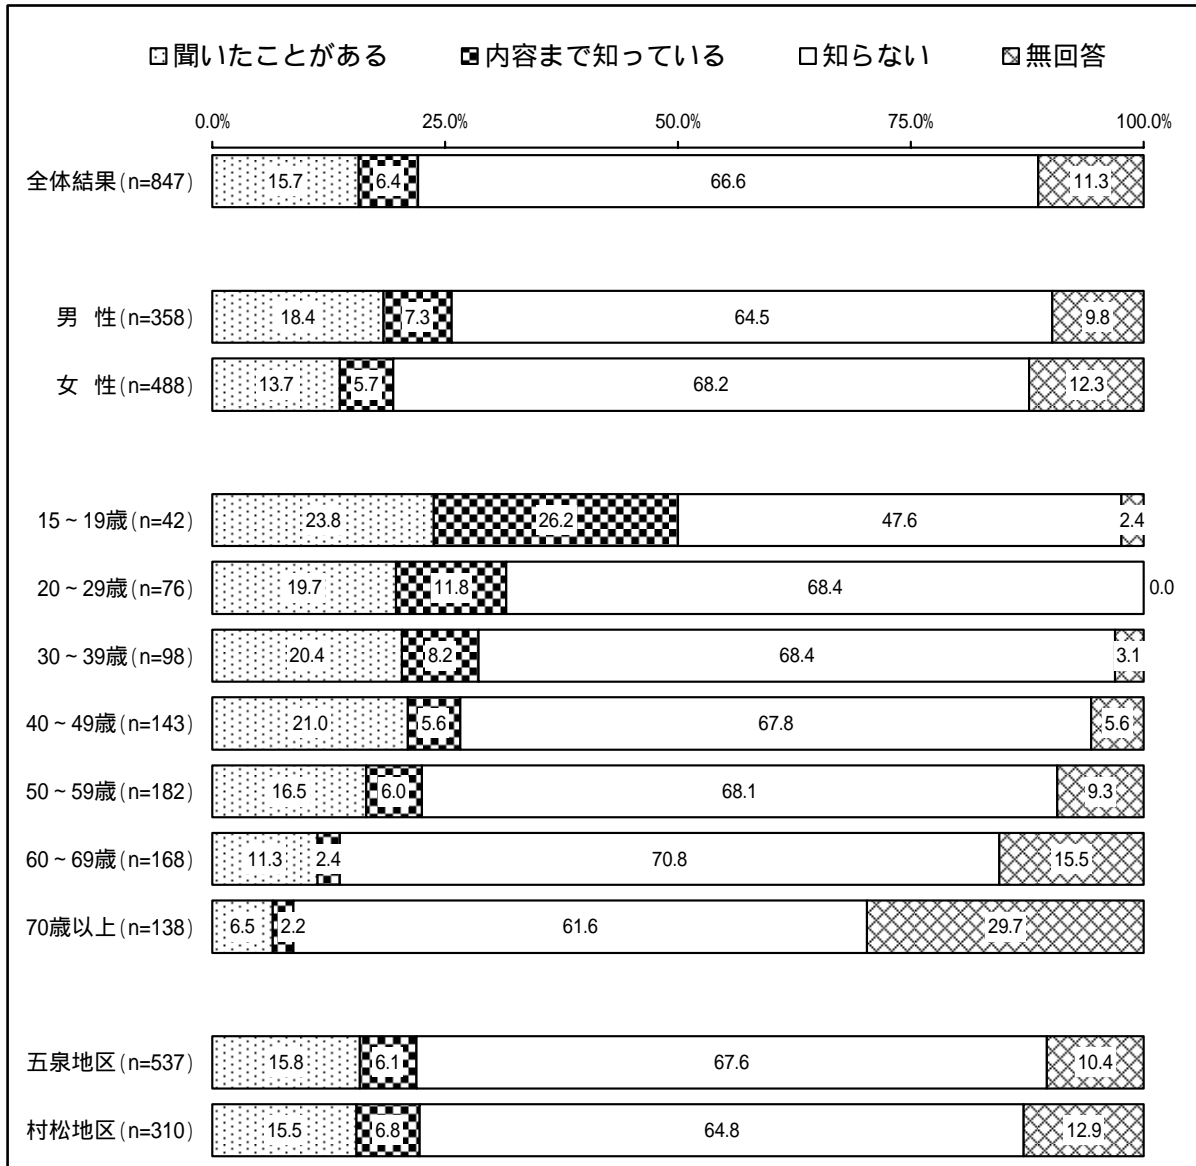 聞いたことがある 内容まで知っている 知らない 無回答
0.0% 25.0% 50.0% 75.0% 100.0%
全体結果(n=847) 15.7 6.4 66.6 11.3
男 性(n=358) 18.4 7.3 64.5 9.8
女 性(n=488) 13.7 5.7 68.2 12.3
15~19歳(n=42) 23.8 26.2 47.6 2.4
20~29歳(n=76) 19.7 11.8 68.4 0.0
30~39歳(n=98) 20.4 8.2 68.4 3.1
40~49歳(n=143) 21.0 5.6 67.8 5.6
50~59歳(n=182) 16.5 6.0 68.1 9.3
60~69歳(n=168) 11.3 2.4 70.8 15.5
70歳以上(n=138) 6.5 2.2 61.6 29.7
五泉地区(n=537) 15.8 6.1 67.6 10.4
村松地区(n=310) 15.5 6.8 64.8 12.9